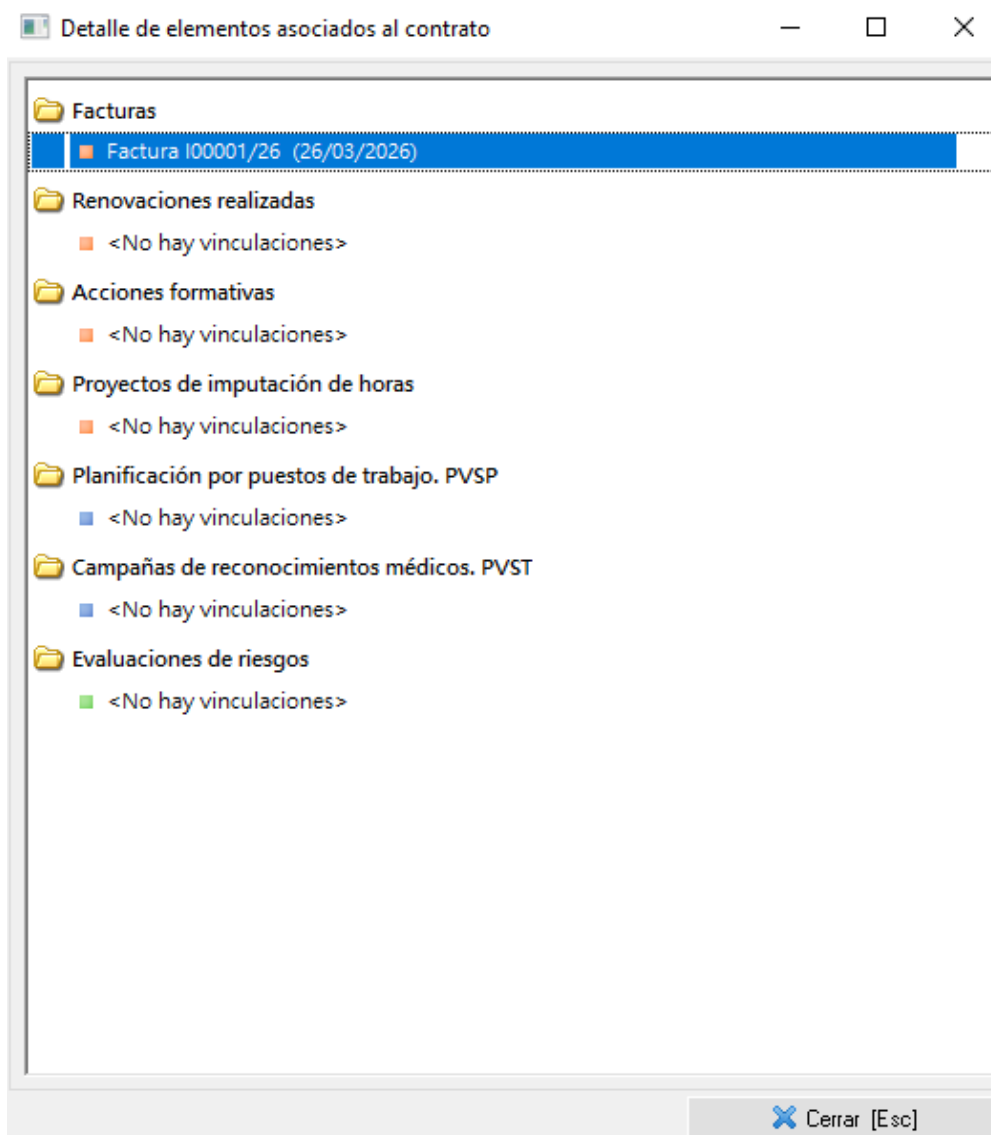 Detalle de elementos asociados al contrato
Facturas
Factura I00001/26 (26/03/2026)
Renovaciones realizadas
<No hay vinculaciones>
Acciones formativas
<No hay vinculaciones>
Proyectos de imputación de horas
<No hay vinculaciones>
Planificación por puestos de trabajo. PVSP
<No hay vinculaciones>
Campañas de reconocimientos médicos. PVST
<No hay vinculaciones>
Evaluaciones de riesgos
<No hay vinculaciones>
Cerrar [Esc]